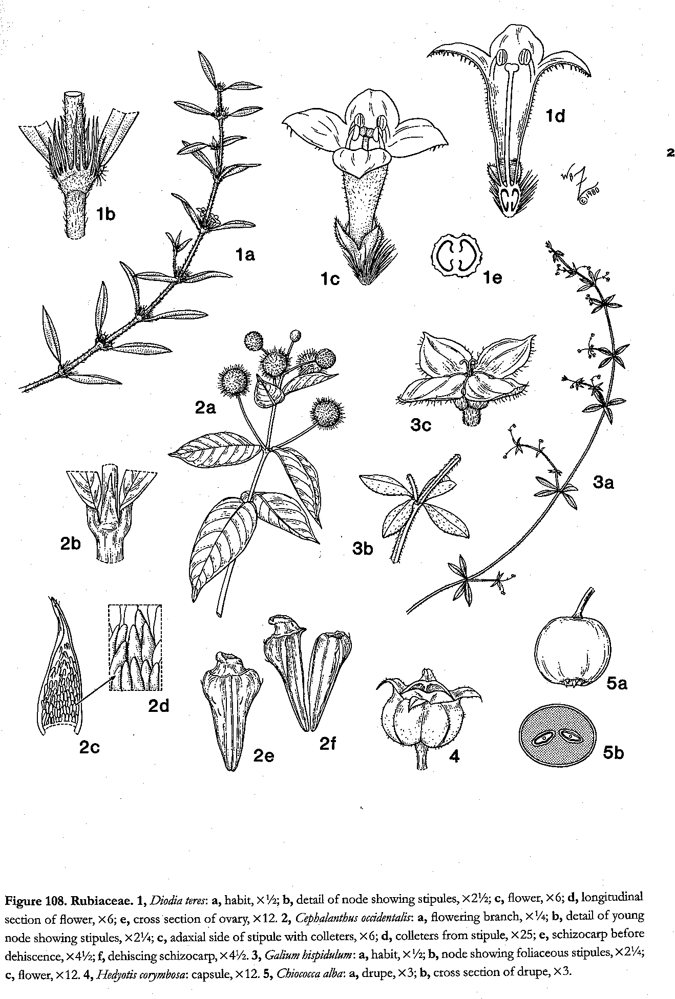 1d
2
1b
WBZ
©1980
1a
1c
1e
2a
3c
3a
2b
3b
2d
5a
2c
2f
2e
4
5b
Figure 108. Rubiaceae. 1, Diodia teres: a, habit, ×½; b, detail of node showing stipules, ×2½; c, flower, ×6; d, longitudinal
section of flower, ×6; e, cross section of ovary, ×12. 2, Cephalanthus occidentalis: a, flowering branch, ×¼; b, detail of young
node showing stipules, ×2¼; c, adaxial side of stipule with colleters, ×6; d, colleters from stipule, ×25; e, schizocarp before
dehiscence, ×4½; f, dehiscing schizocarp, ×4½. 3, Galium hispidulum: a, habit, ×½; b, node showing foliaceous stipules, ×2¼;
c, flower, ×12. 4, Hedyotis corymbosa: capsule, ×12. 5, Chiococca alba: a, drupe, ×3; b, cross section of drupe, ×3.